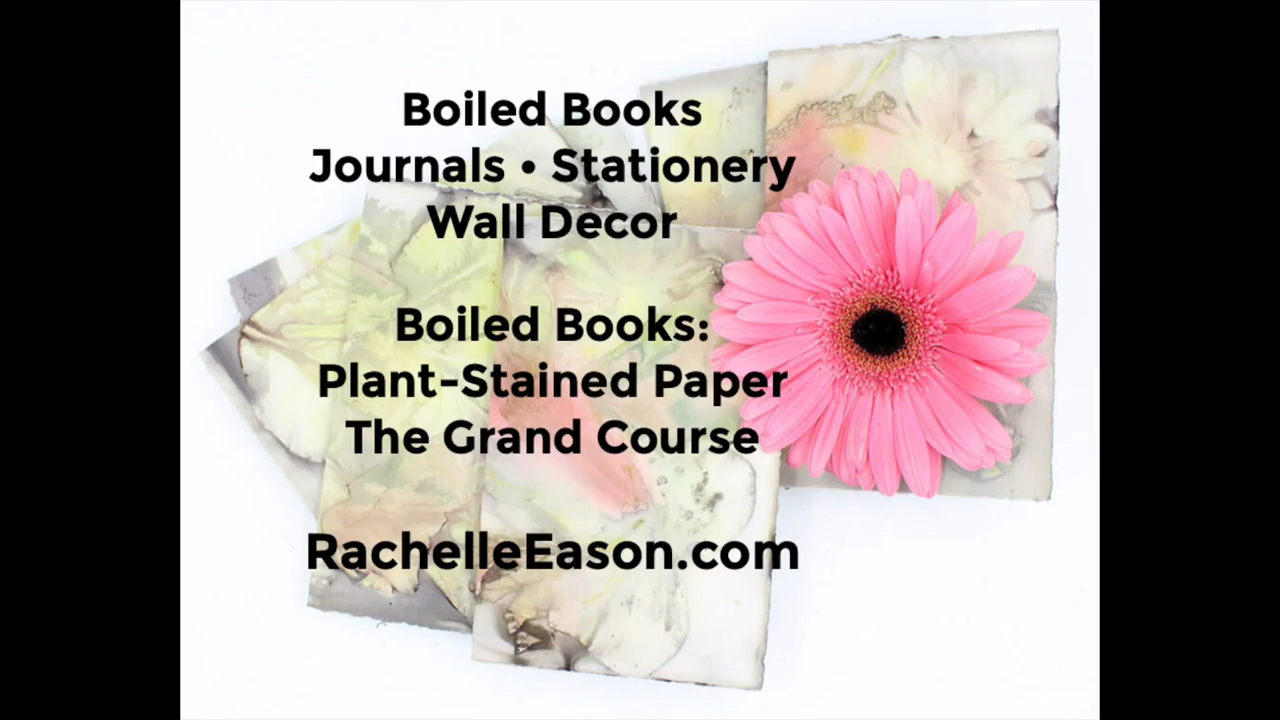 Boiled Books
Journals • Stationery
Wall Decor
Boiled Books:
Plant-Stained Paper
The Grand Course
RachelleEason.com